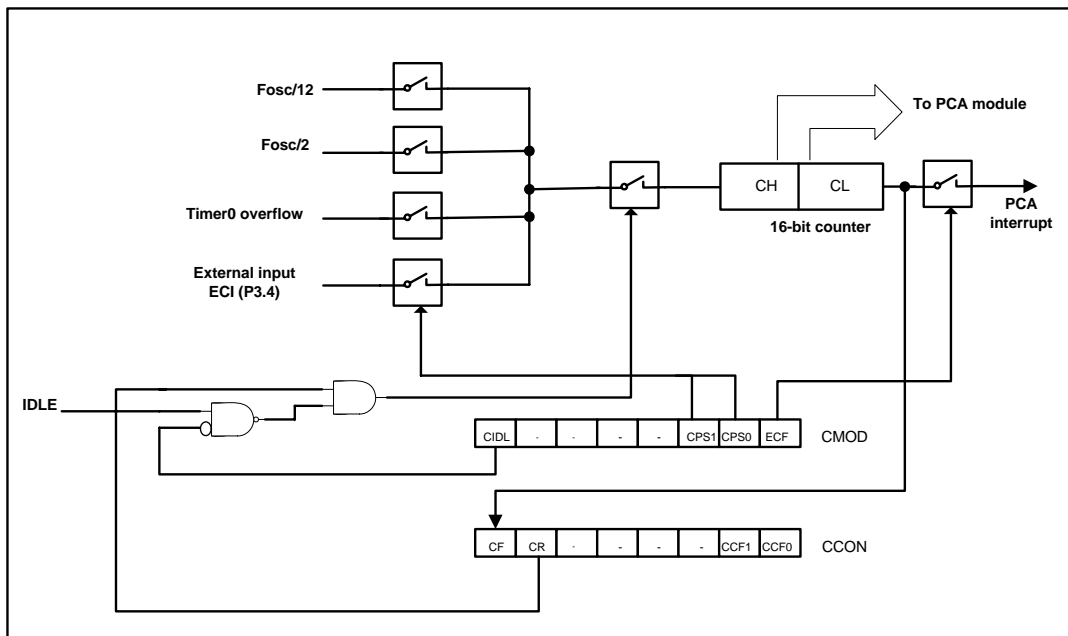 Fosc/12
Fosc/2
Timer0 overflow
External input
ECI (P3.4)
To PCA module
CH
CL
16-bit counter
PCA
interrupt
IDLE
CIDL - - - - CPS1 CPS0 ECF CMOD
CF CR - - - - CCF1 CCF0 CCON